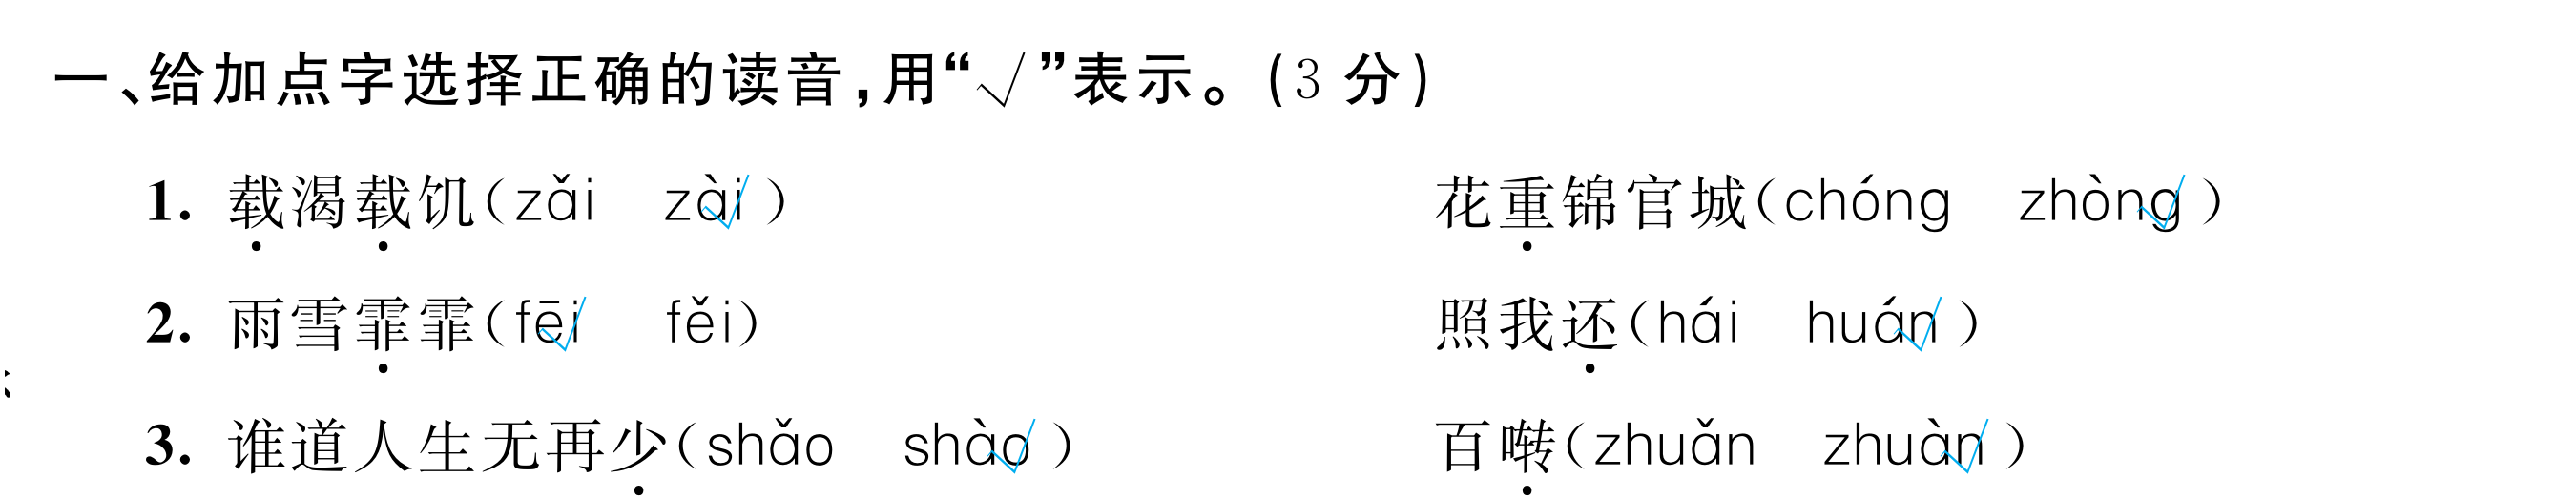 一、给加点字选择正确的读音,用“√”表示。(3 分)
1. 载渴载饥(zǎi zài√) 花重锦官城(chóng zhòng√)
2. 雨雪霏霏(fēi√ fěi) 照我还(hái huán√)
3. 谁道人生无再少(shǎo shào√) 百啭(zhuǎn zhuàn√)